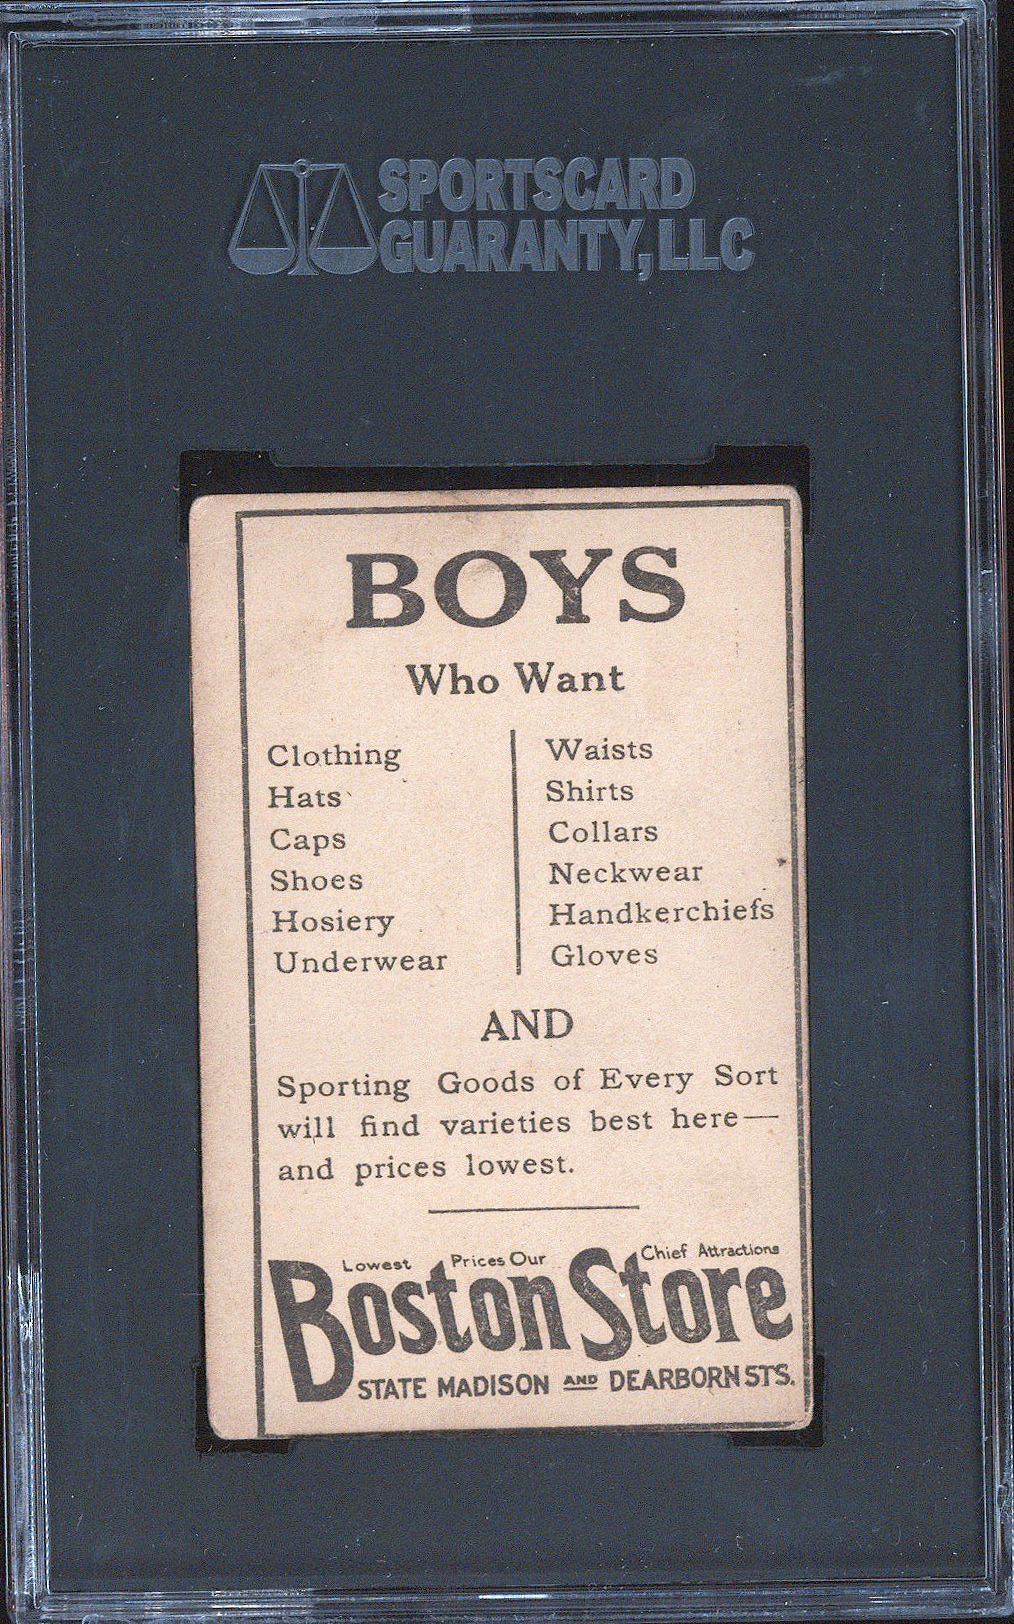 SPORTSCARD
GUARANTY, LLC
BOYS
Who Want
Clothing
Hats
Caps
Shoes
Hosiery
Underwear
Waists
Shirts
Collars
Neckwear
Handkerchiefs
Gloves
AND
Sporting Goods of Every Sort
will find varieties best here—
and prices lowest.
Lowest Prices Our Chief Attractions
Boston Store
STATE MADISON AND DEARBORN STS.